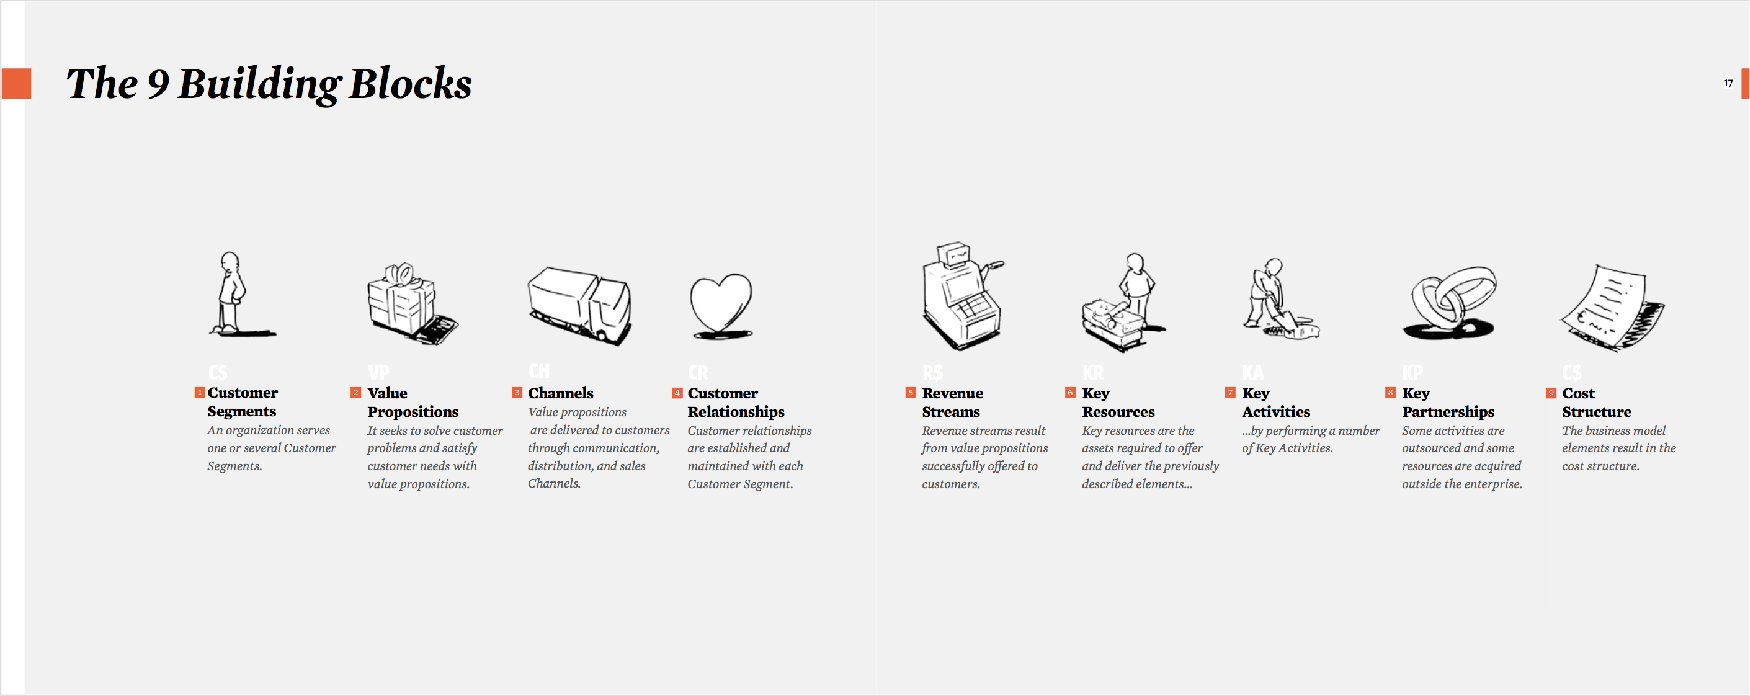 The 9 Building Blocks
17
CS
1 Customer
Segments
An organization serves
one or several Customer
Segments.
VP
2 Value
Propositions
It seeks to solve customer
problems and satisfy
customer needs with
value propositions.
CH
3 Channels
Value propositions
are delivered to customers
through communication,
distribution, and sales
Channels.
CR
4 Customer
Relationships
Customer relationships
are established and
maintained with each
Customer Segment.
R$
5 Revenue
Streams
Revenue streams result
from value propositions
successfully offered to
customers.
KR
6 Key
Resources
Key resources are the
assets required to offer
and deliver the previously
described elements...
KA
7 Key
Activities
...by performing a number
of Key Activities.
KP
8 Key
Partnerships
Some activities are
outsourced and some
resources are acquired
outside the enterprise.
C$
9 Cost
Structure
The business model
elements result in the
cost structure.